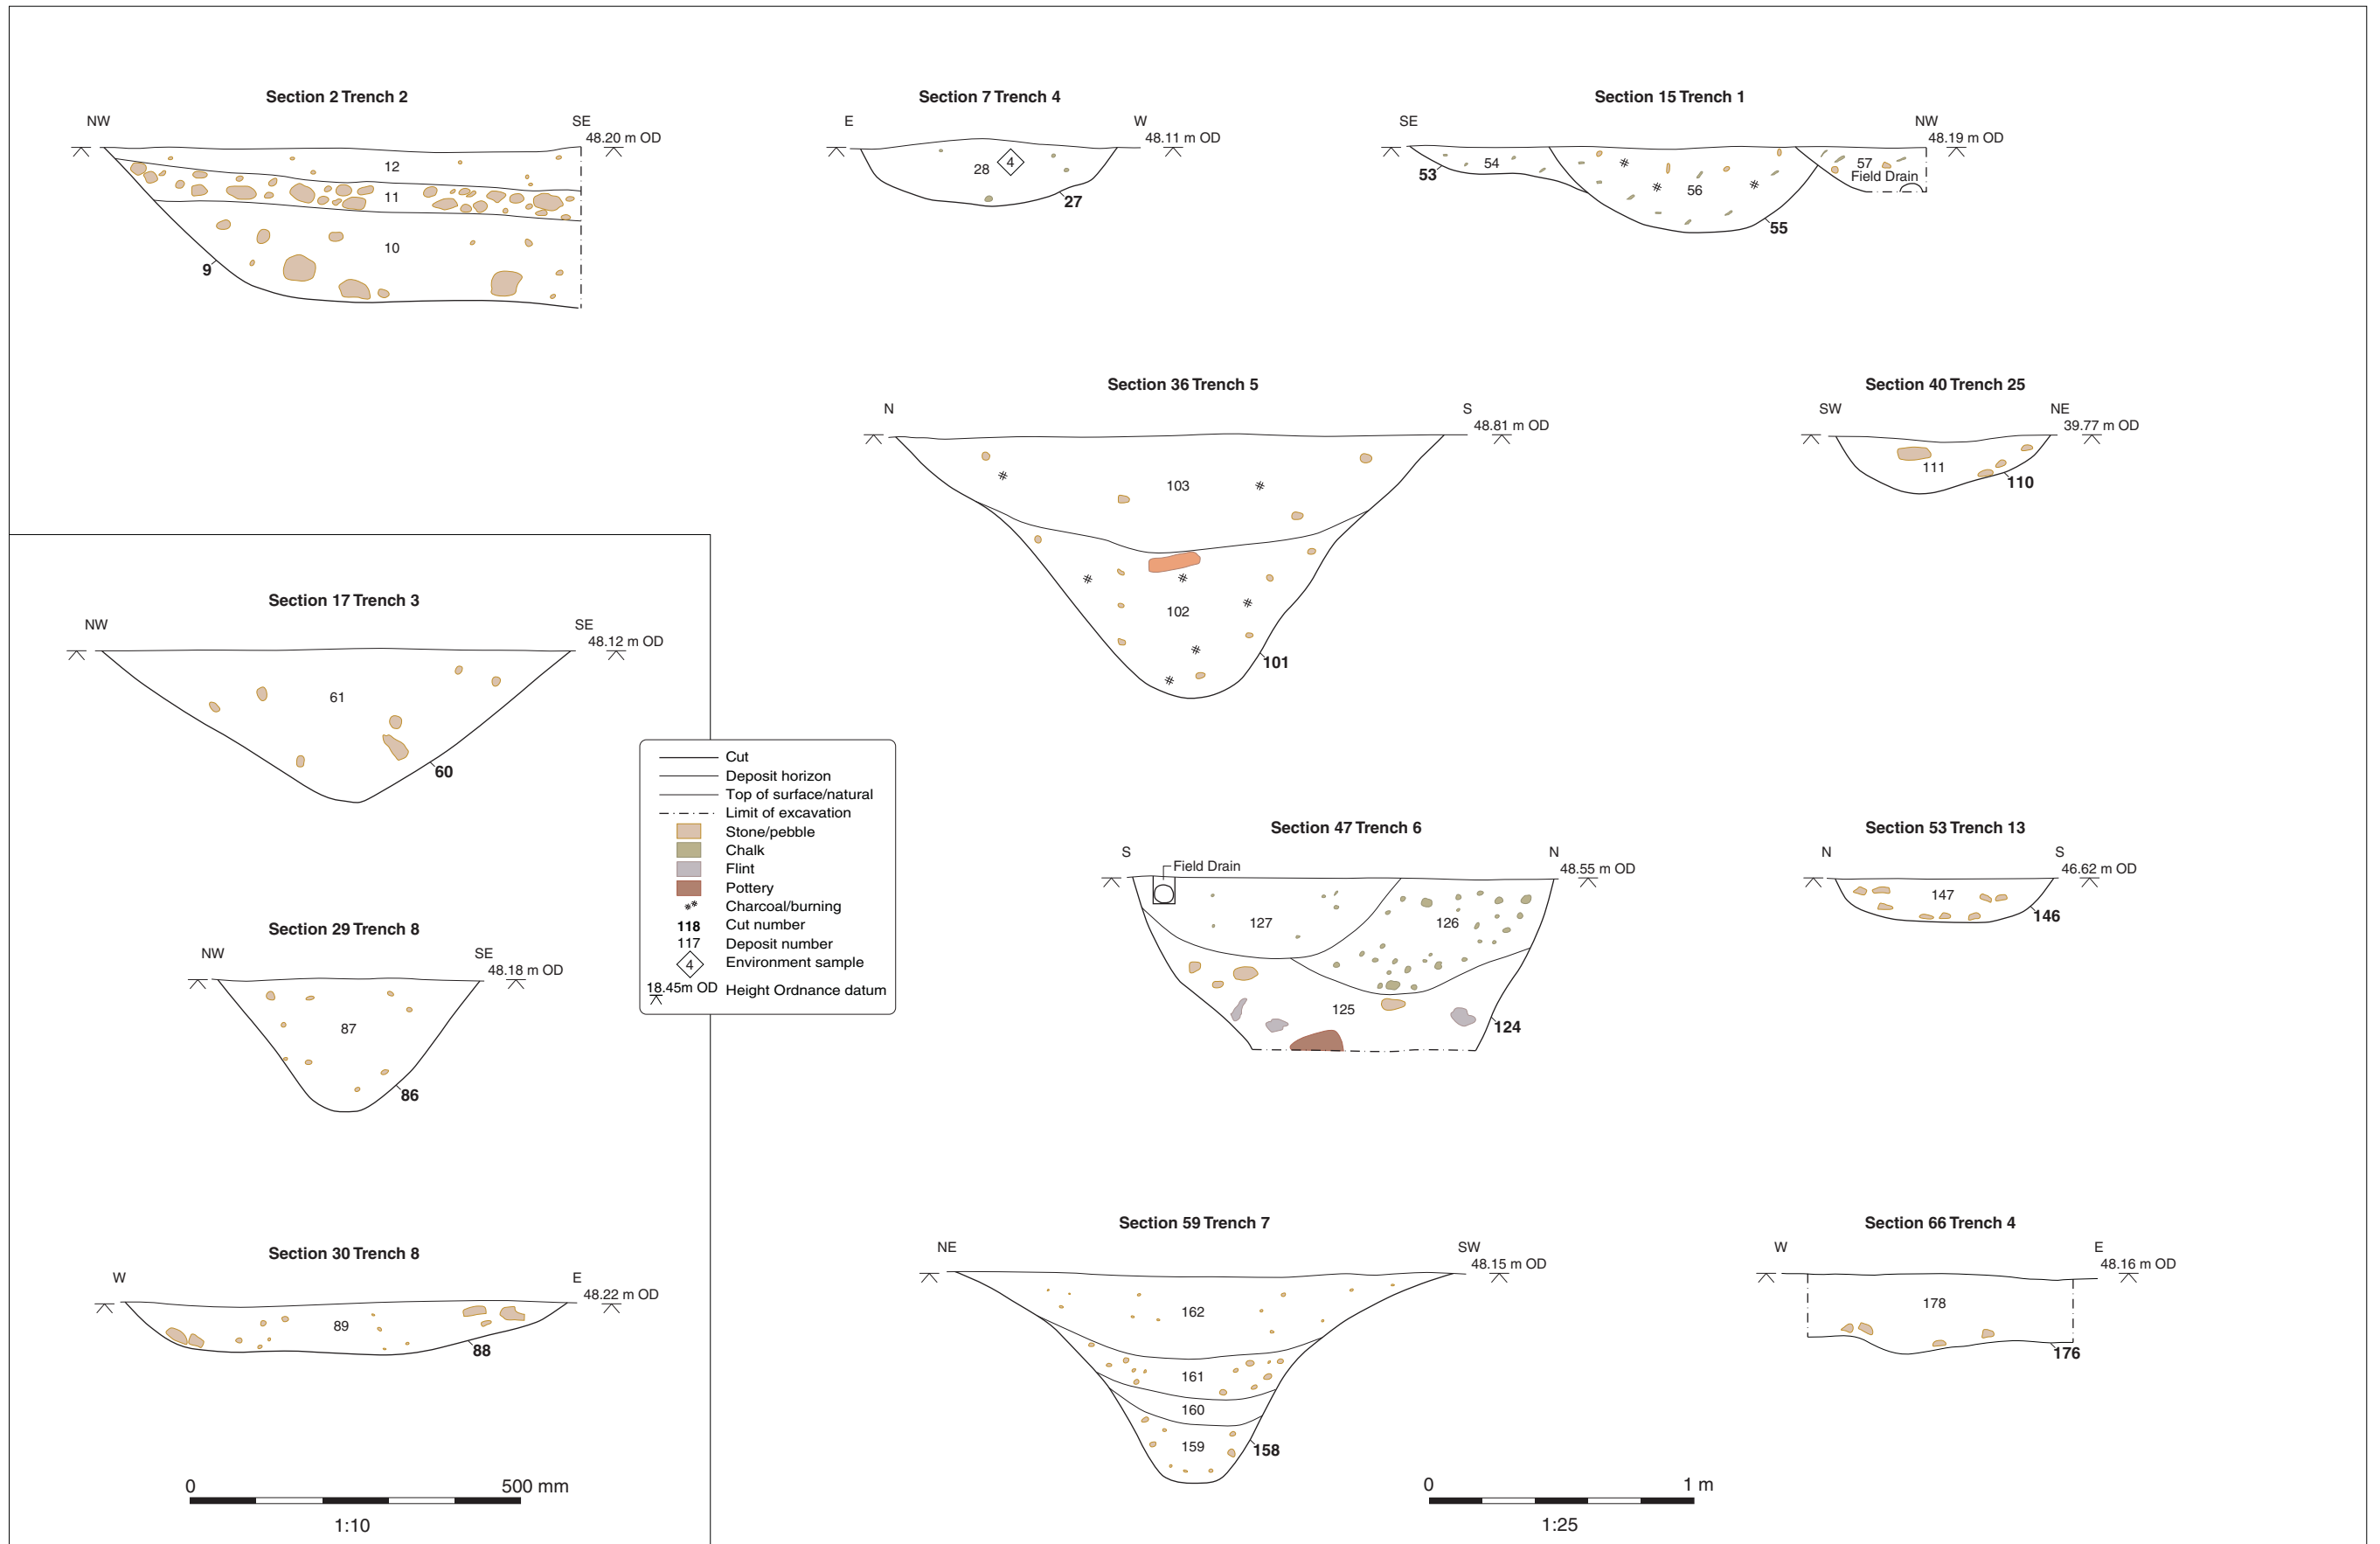 Section 2 Trench 2
NW
SE
48.20 m OD
12
11
10
9
Section 7 Trench 4
E
W
48.11 m OD
28
4
27
Section 15 Trench 1
SE
NW
48.19 m OD
54
53
56
55
57
Field Drain
Section 36 Trench 5
N
S
48.81 m OD
103
102
101
Section 40 Trench 25
SW
NE
39.77 m OD
111
110
Section 17 Trench 3
NW
SE
48.12 m OD
61
60
Section 29 Trench 8
NW
SE
48.18 m OD
87
86
Section 30 Trench 8
W
E
48.22 m OD
89
88
0
500 mm
1:10
Cut
Deposit horizon
Top of surface/natural
Limit of excavation
Stone/pebble
Chalk
Flint
Pottery
Charcoal/burning
118 Cut number
117 Deposit number
4 Environment sample
18.45m OD Height Ordnance datum
Section 47 Trench 6
S
N
Field Drain
48.55 m OD
127
126
125
124
Section 53 Trench 13
N
S
46.62 m OD
147
146
Section 59 Trench 7
NE
SW
48.15 m OD
162
161
160
159
158
Section 66 Trench 4
W
E
48.16 m OD
178
176
0
1 m
1:25